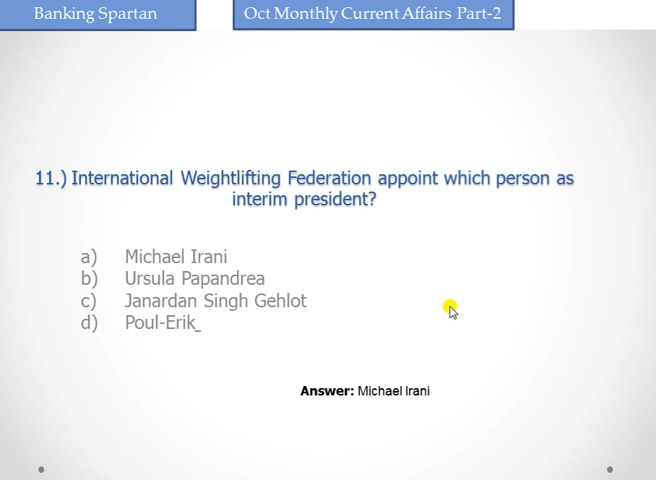 Banking Spartan
Oct Monthly Current Affairs Part-2
11.) International Weightlifting Federation appoint which person as
interim president?
a) Michael Irani
b) Ursula Papandrea
c) Janardan Singh Gehlot
d) Poul-Erik_
Answer: Michael Irani